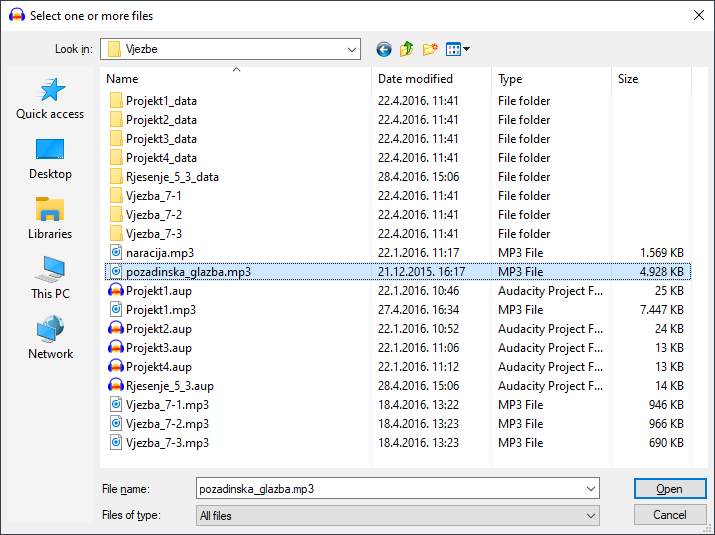 Select one or more files
Look in: Vjezbe
Quick access
Desktop
Libraries
This PC
Network
Name Date modified Type Size
Projekt1_data 22.4.2016. 11:41 File folder
Projekt2_data 22.4.2016. 11:41 File folder
Projekt3_data 22.4.2016. 11:41 File folder
Projekt4_data 22.4.2016. 11:41 File folder
Rjesenje_5_3_data 28.4.2016. 15:06 File folder
Vjezba_7-1 22.4.2016. 11:41 File folder
Vjezba_7-2 22.4.2016. 11:41 File folder
Vjezba_7-3 22.4.2016. 11:41 File folder
naracija.mp3 22.1.2016. 11:17 MP3 File 1.569 KB
pozadinska_glazba.mp3 21.12.2015. 16:17 MP3 File 4.928 KB
Projekt1.aup 22.1.2016. 10:46 Audacity Project F... 25 KB
Projekt1.mp3 27.4.2016. 16:34 MP3 File 7.447 KB
Projekt2.aup 22.1.2016. 10:52 Audacity Project F... 24 KB
Projekt3.aup 22.1.2016. 11:06 Audacity Project F... 13 KB
Projekt4.aup 22.1.2016. 11:12 Audacity Project F... 13 KB
Rjesenje_5_3.aup 28.4.2016. 15:06 Audacity Project F... 14 KB
Vjezba_7-1.mp3 18.4.2016. 13:22 MP3 File 946 KB
Vjezba_7-2.mp3 18.4.2016. 13:23 MP3 File 966 KB
Vjezba_7-3.mp3 18.4.2016. 13:23 MP3 File 690 KB
File name: pozadinska_glazba.mp3 Open
Files of type: All files Cancel